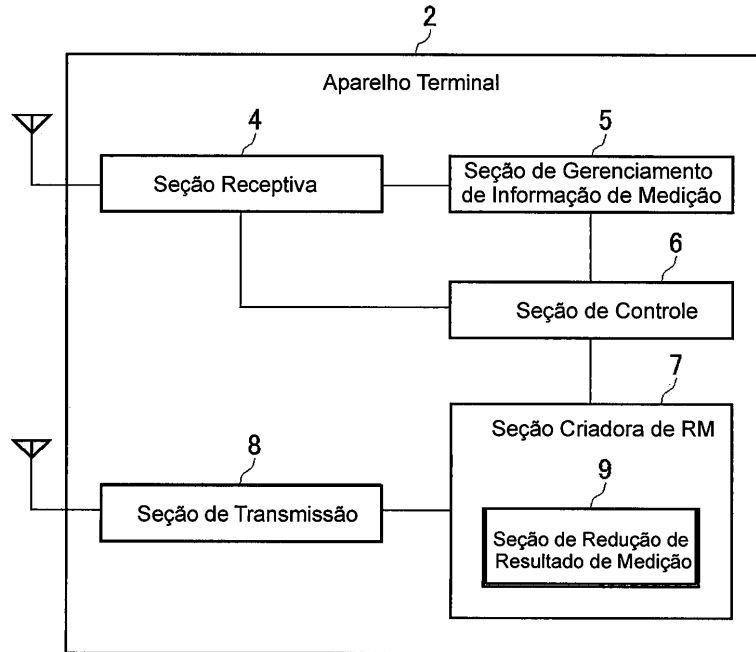 2
Aparelho Terminal
4
Seção Receptiva
5
Seção de Gerenciamento
de Informação de Medição
6
Seção de Controle
7
Seção Criadora de RM
8
Seção de Transmissão
9
Seção de Redução de
Resultado de Medição